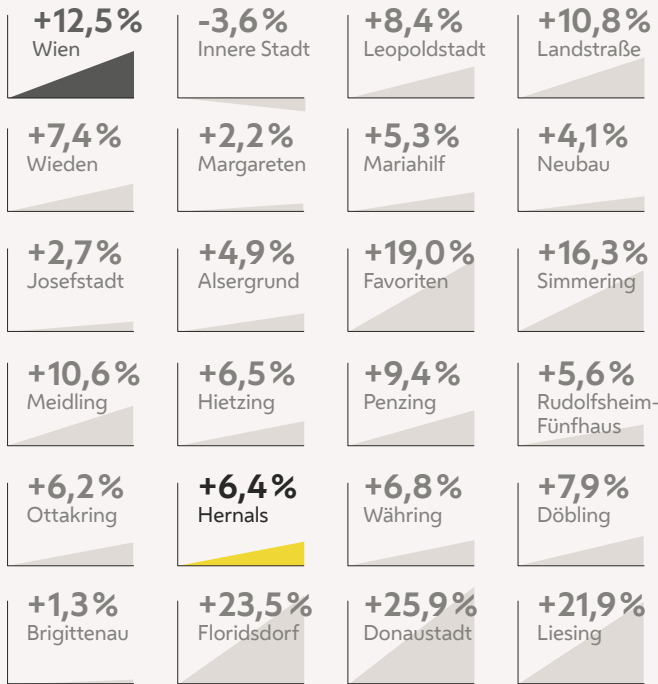 +12,5%
Wien
-3,6%
Innere Stadt
+8,4%
Leopoldstadt
+10,8%
Landstraße
+7,4%
Wieden
+2,2%
Margareten
+5,3%
Mariahilf
+4,1%
Neubau
+2,7%
Josefstadt
+4,9%
Alsergrund
+19,0%
Favoriten
+16,3%
Simmering
+10,6%
Meidling
+6,5%
Hietzing
+9,4%
Penzing
+5,6%
Rudolfsheim-
Fünfhaus
+6,2%
Ottakring
+6,4%
Hernals
+6,8%
Währing
+7,9%
Döbling
+1,3%
Brigittenau
+23,5%
Floridsdorf
+25,9%
Donaustadt
+21,9%
Liesing